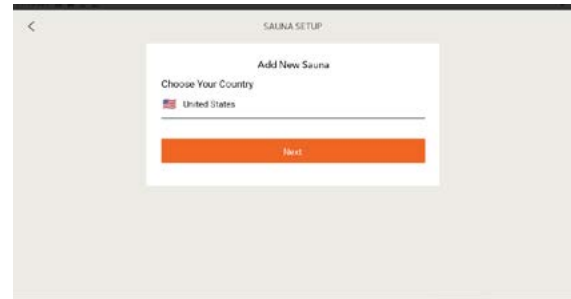 SAUNA SETUP
Add New Sauna
Choose Your Country
United States
Next